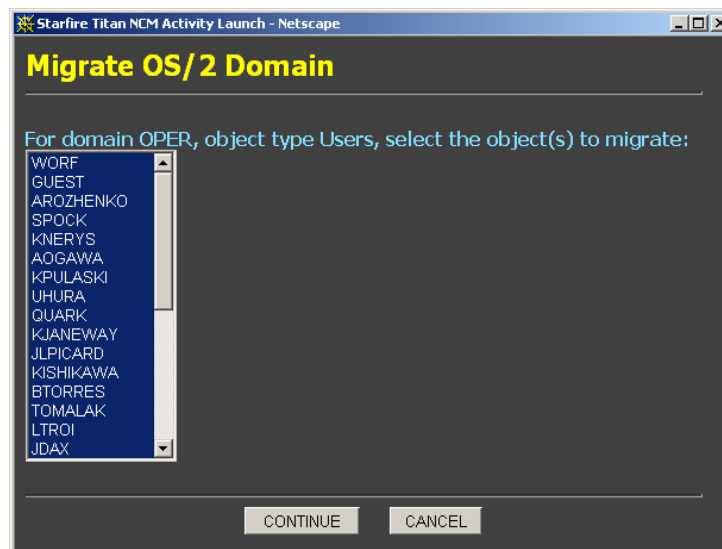 Starfire Titan NCM Activity Launch - Netscape
Migrate OS/2 Domain
For domain OPER, object type Users, select the object(s) to migrate:
WORF
GUEST
AROZHENKO
SPOCK
KNERYS
AOGAWA
KPULASKI
UHURA
QUARK
KJANEWAY
JLPICARD
KISHIKAWA
BTORRES
TOMALAK
LTROI
JDAX
CONTINUE CANCEL